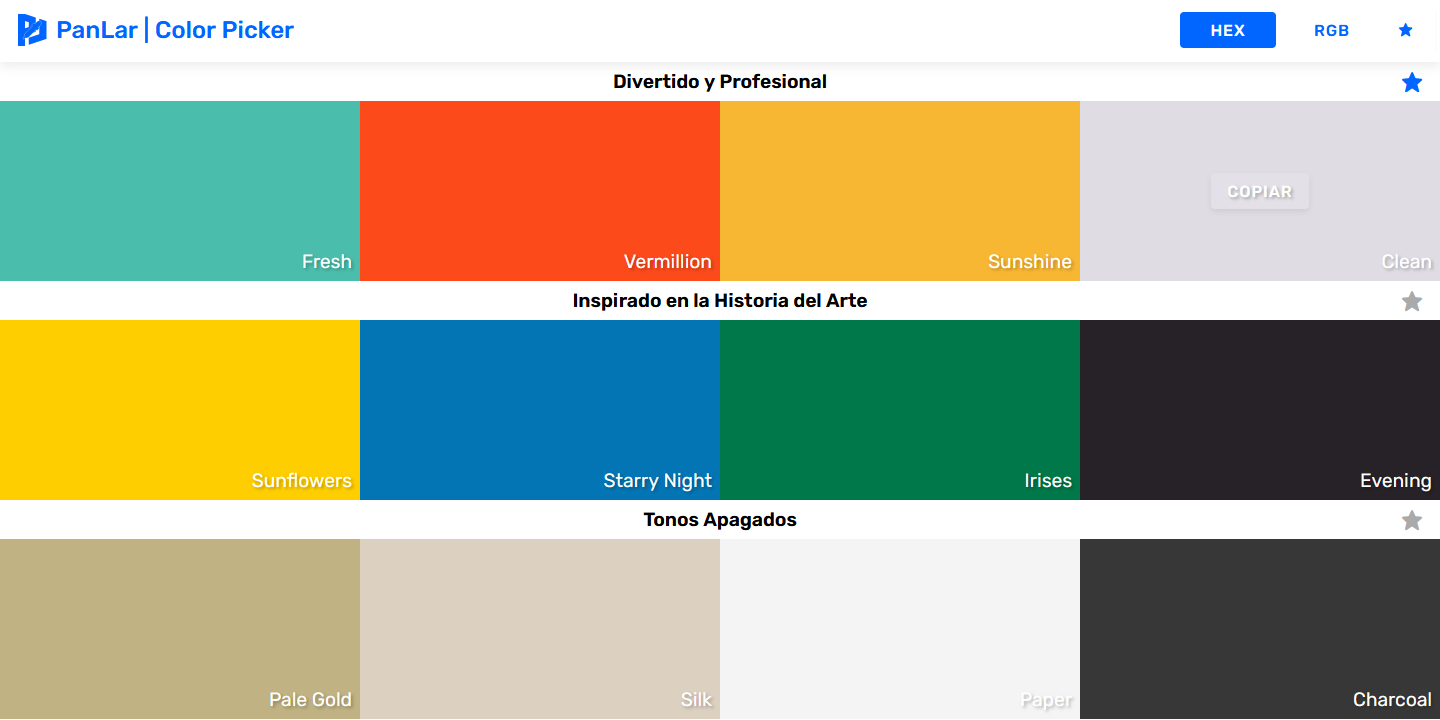 PanLar | Color Picker
HEX
RGB
Divertido y Profesional
COPIAR
Fresh
Vermillion
Sunshine
Clean
Inspirado en la Historia del Arte
Sunflowers
Starry Night
Irises
Evening
Tonos Apagados
Pale Gold
Silk
Paper
Charcoal